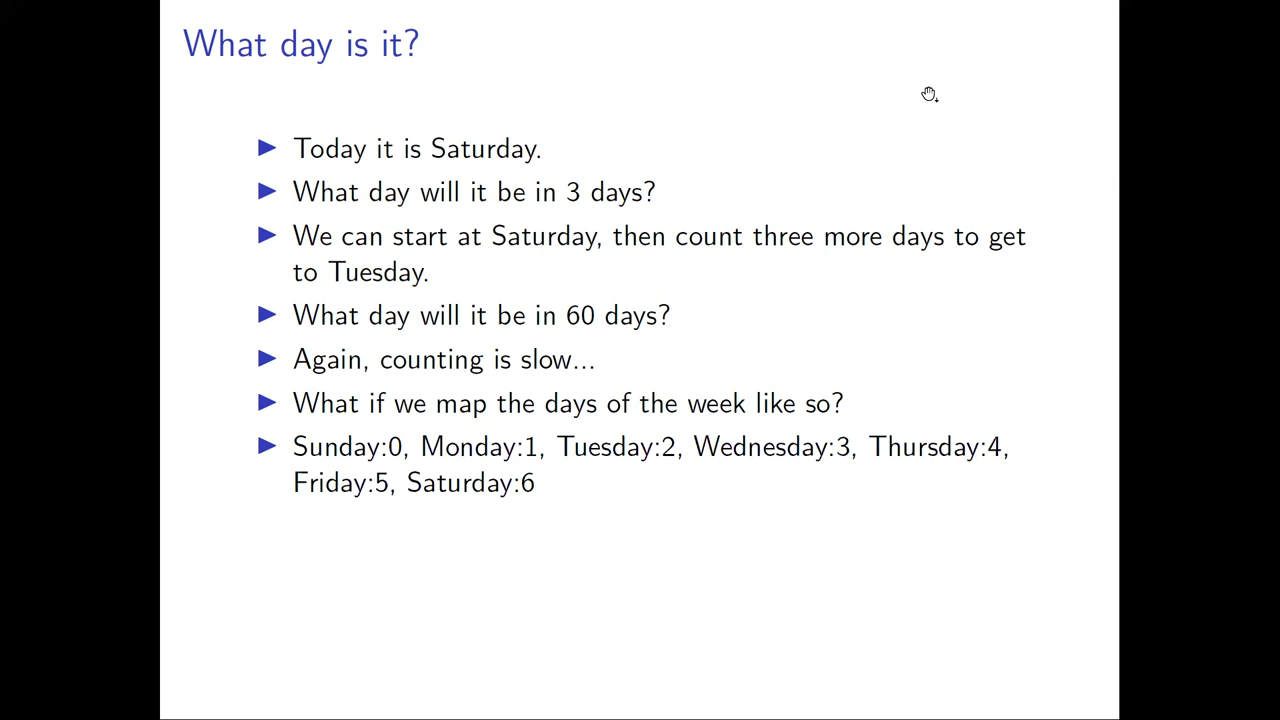 What day is it?
Today it is Saturday.
What day will it be in 3 days?
We can start at Saturday, then count three more days to get
to Tuesday.
What day will it be in 60 days?
Again, counting is slow...
What if we map the days of the week like so?
Sunday:0, Monday:1, Tuesday:2, Wednesday:3, Thursday:4,
Friday:5, Saturday:6